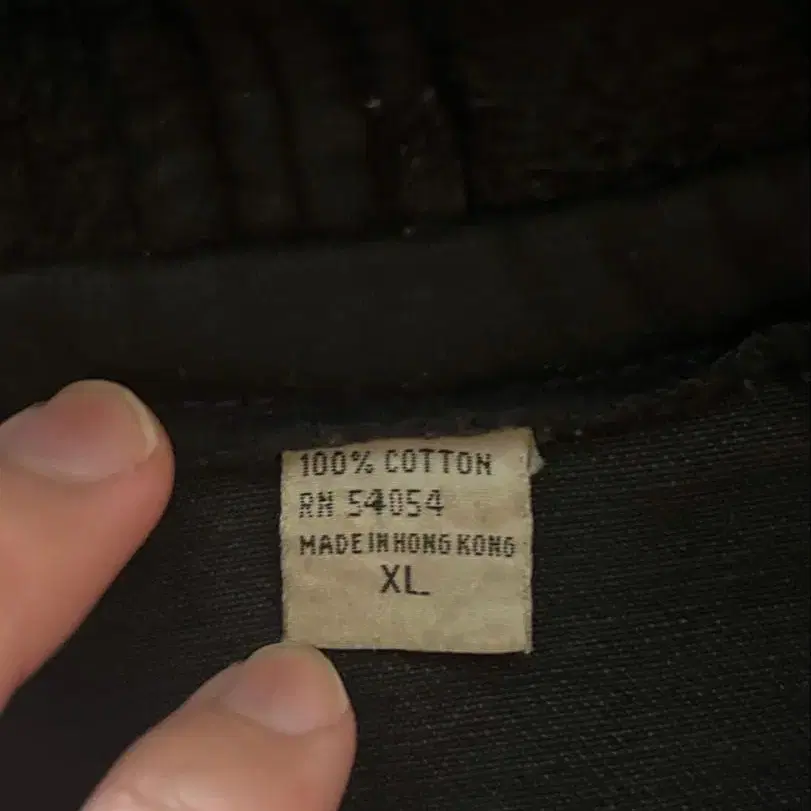 100% COTTON
RN 54054
MADE IN HONG KONG
XL